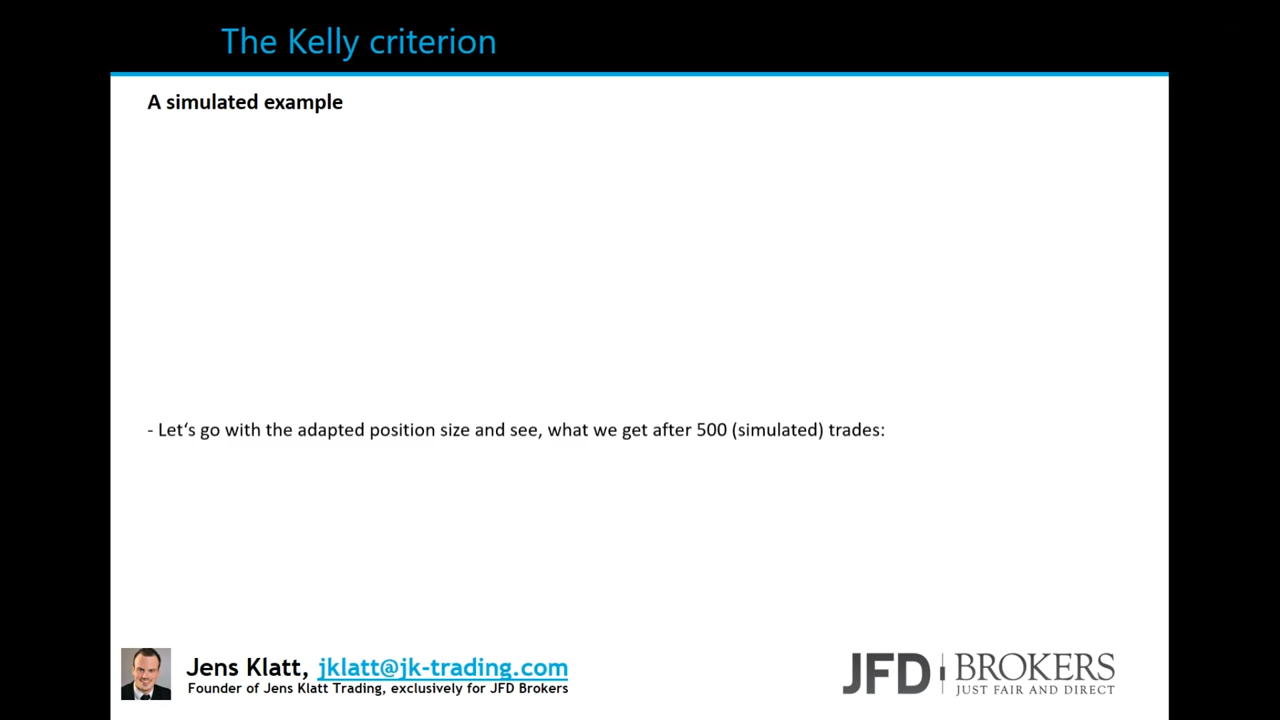 The Kelly criterion
A simulated example
- Let‘s go with the adapted position size and see, what we get after 500 (simulated) trades:
Jens Klatt, jklatt@jk-trading.com
Founder of Jens Klatt Trading, exclusively for JFD Brokers
JFD BROKERS
JUST FAIR AND DIRECT